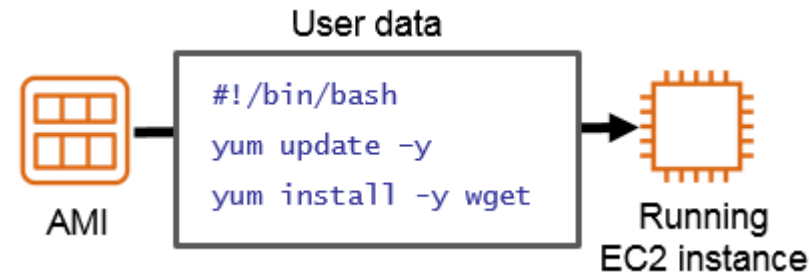 User data
#!/bin/bash
yum update -y
yum install -y wget
AMI
Running
EC2 instance